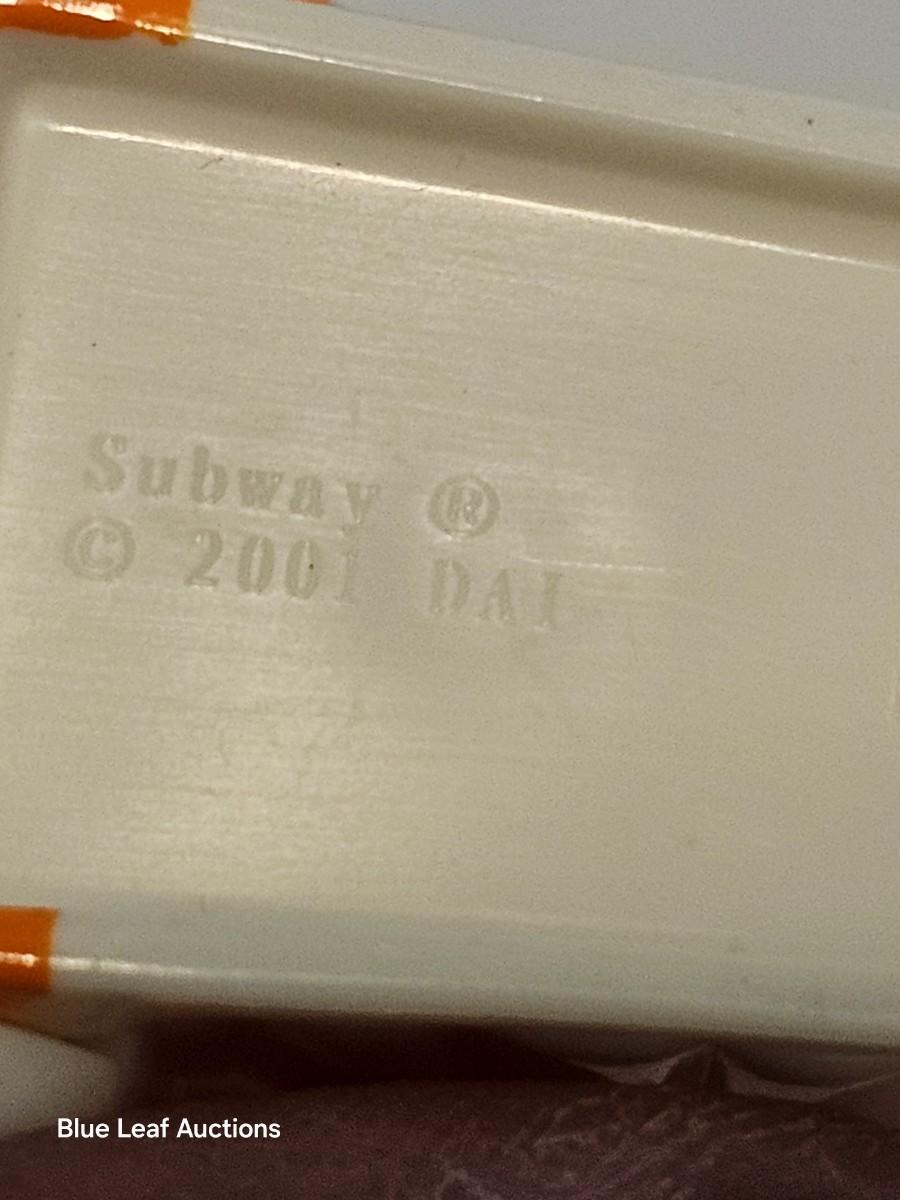 Subway ®
© 2001 DAI
Blue Leaf Auctions